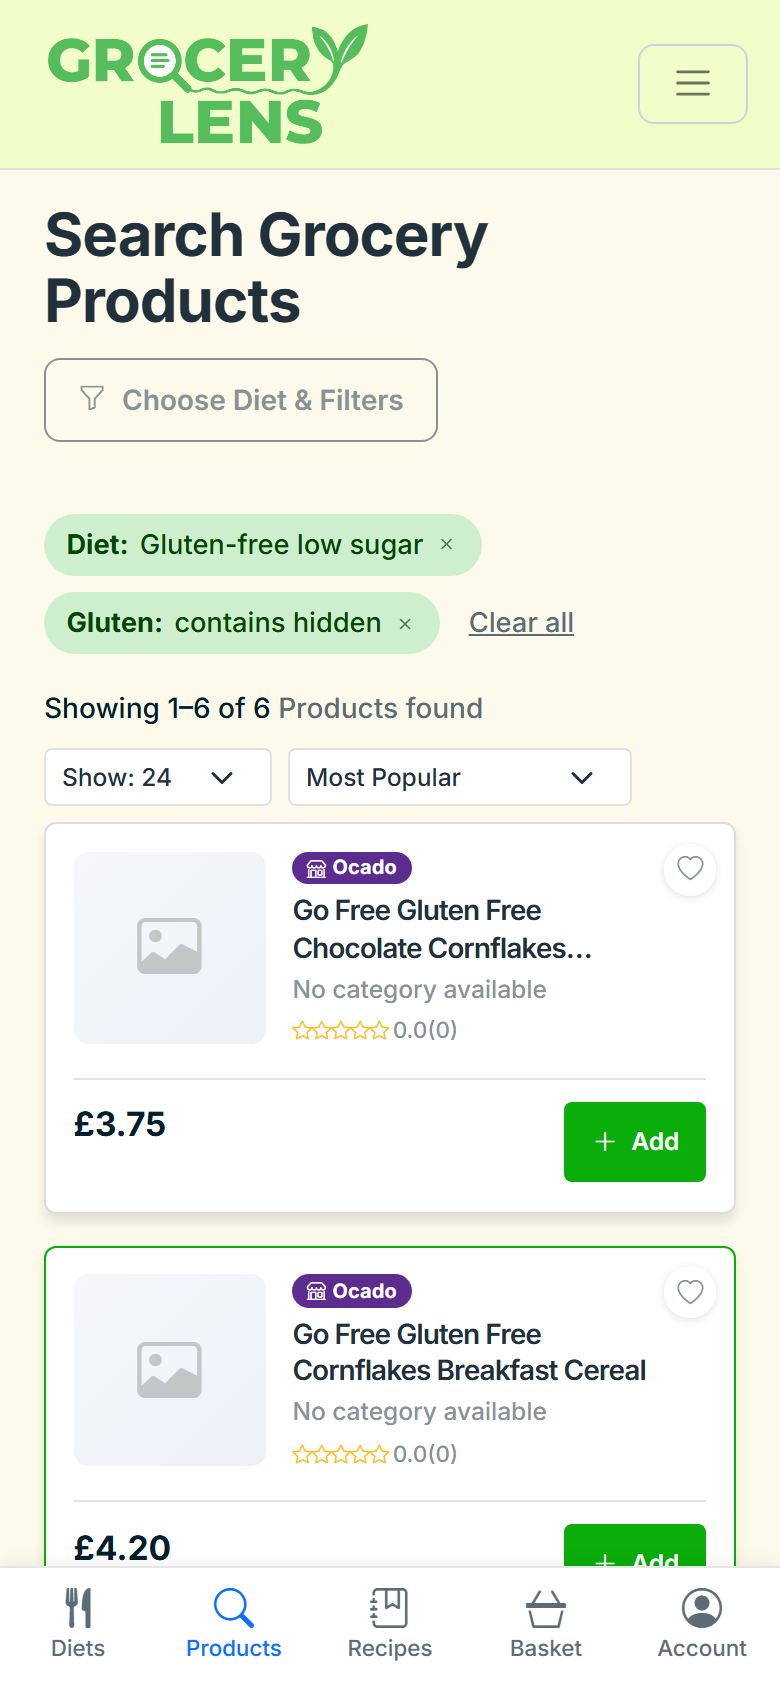 GROCERY
LENS
Search Grocery
Products
Choose Diet & Filters
Diet: Gluten-free low sugar ×
Gluten: contains hidden × Clear all
Showing 1–6 of 6 Products found
Show: 24 Most Popular
Ocado
Go Free Gluten Free
Chocolate Cornflakes...
No category available
0.0(0)
£3.75 + Add
Ocado
Go Free Gluten Free
Cornflakes Breakfast Cereal
No category available
0.0(0)
£4.20 + Add
Diets Products Recipes Basket Account